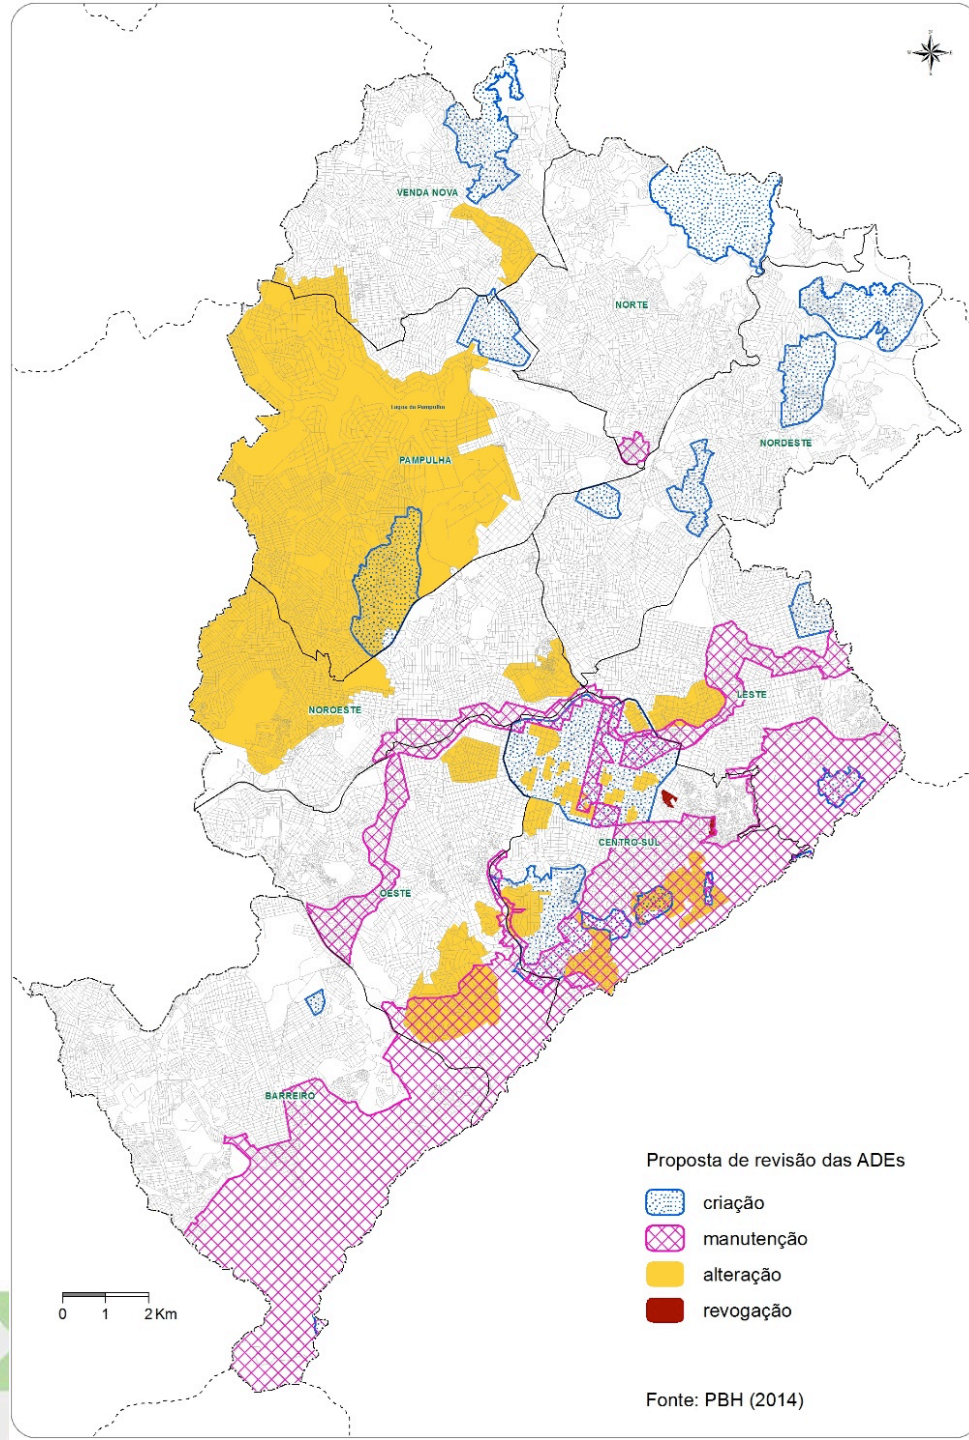 VENDA NOVA
NORTE
Lagoa da Pampulha
PAMPULHA
NORDESTE
LESTE
NOROESTE
CENTRO-SUL
OESTE
BARREIRO
Proposta de revisão das ADEs
criação
manutenção
alteração
revogação
0 1 2 Km
Fonte: PBH (2014)